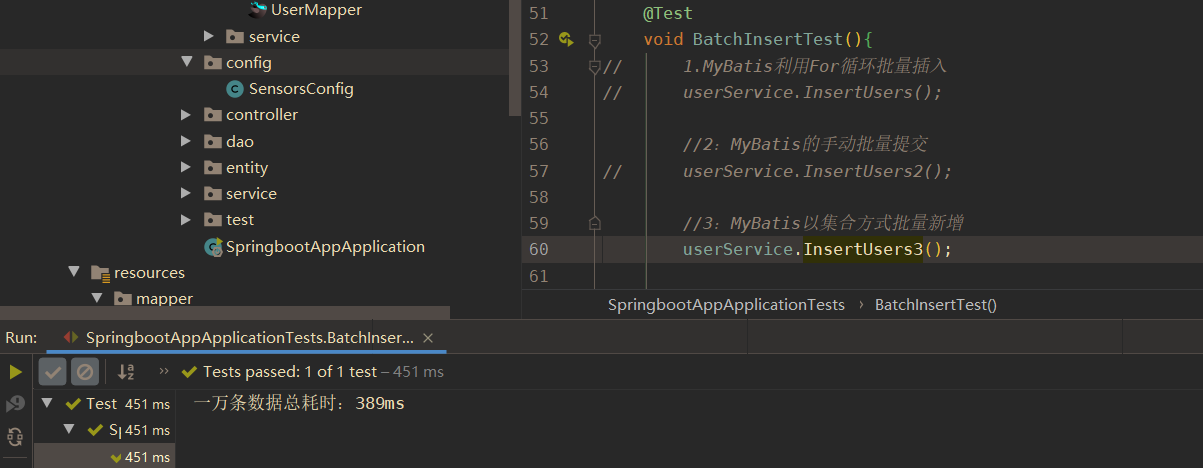 UserMapper
service
config
SensorsConfig
controller
dao
entity
service
test
SpringbootAppApplication
resources
mapper
51 @Test
52 void BatchInsertTest(){
53 // 1.MyBatis利用For循环批量插入
54 // userService.InsertUsers();
55
56 //2：MyBatis的手动批量提交
57 // userService.InsertUsers2();
58
59 //3：MyBatis以集合方式批量新增
60 userService.InsertUsers3();
61
SpringbootAppApplicationTests › BatchInsertTest()
Run: SpringbootAppApplicationTests.BatchInser... ×
Tests passed: 1 of 1 test – 451 ms
Test 451 ms
一万条数据总耗时：389ms
S 451 ms
451 ms